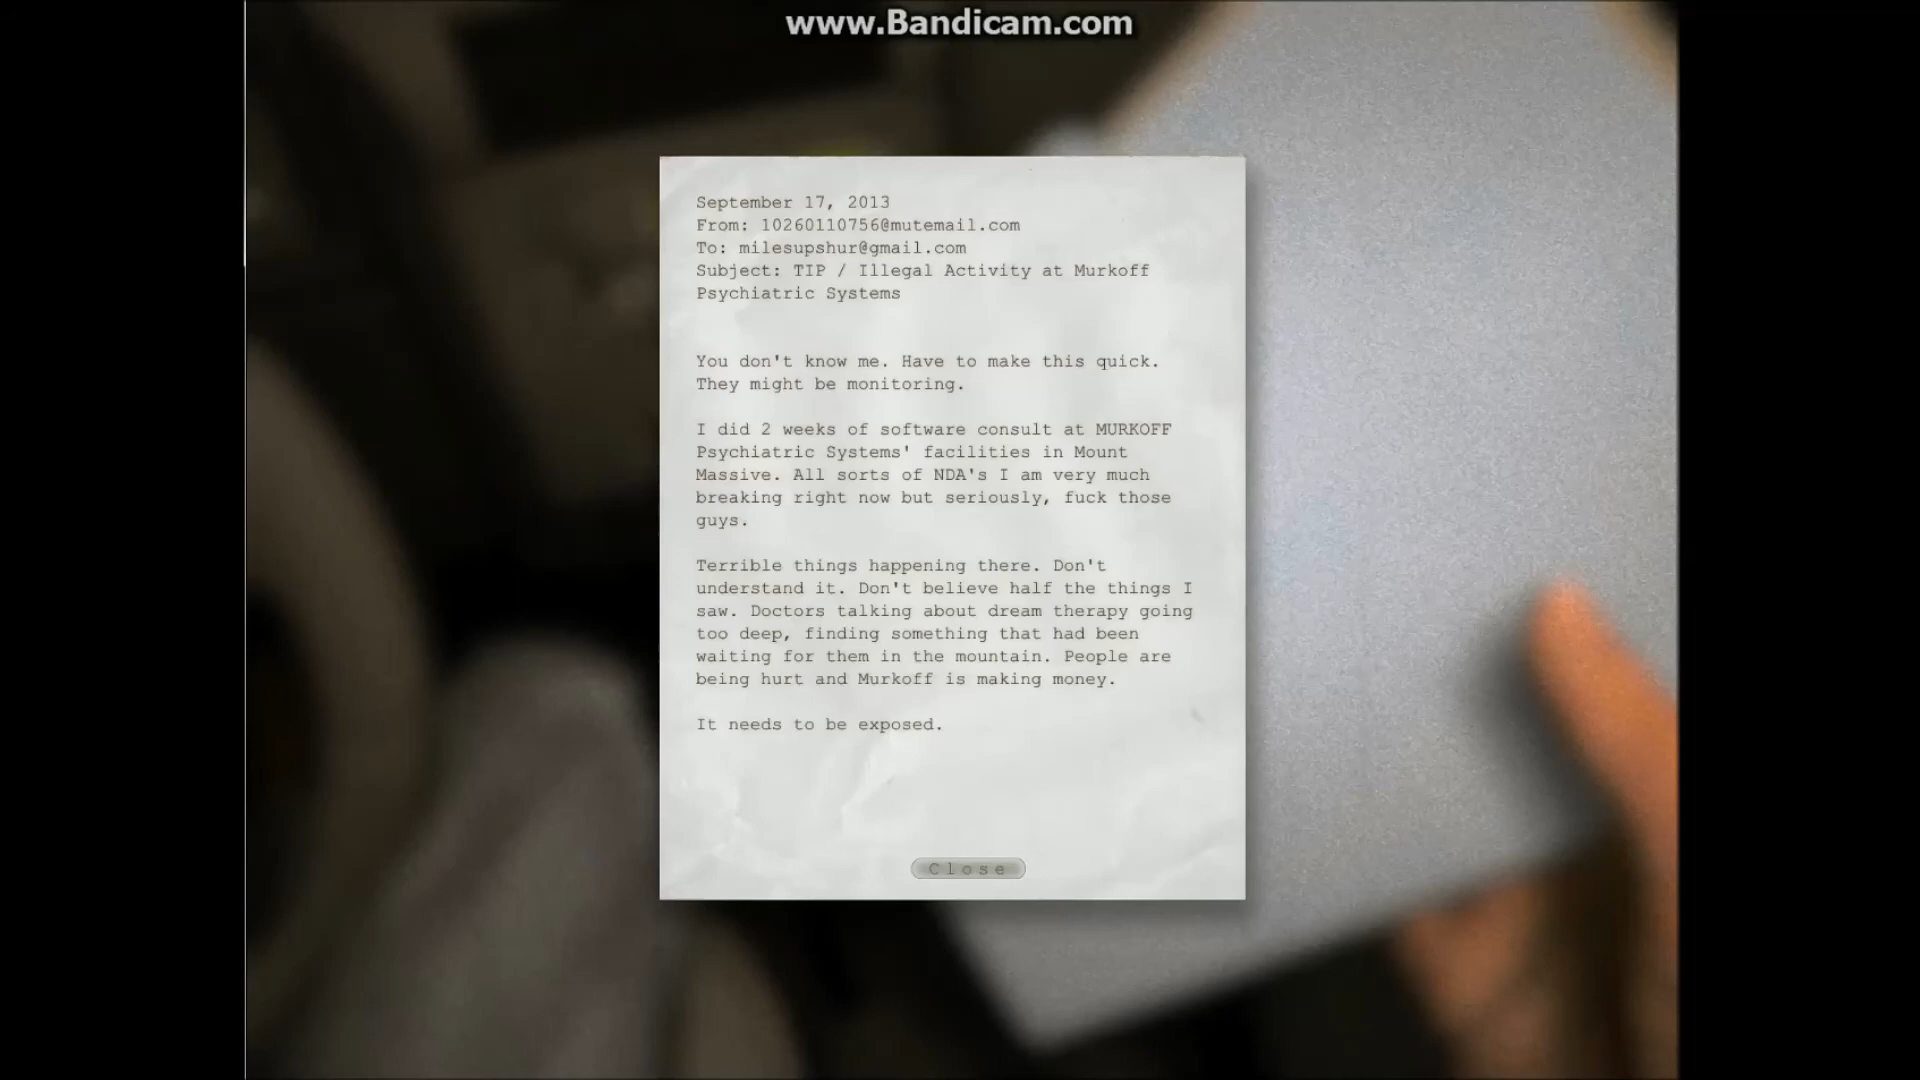 www.Bandicam.com
September 17, 2013
From: 10260110756@mutemail.com
To: milesupshur@gmail.com
Subject: TIP / Illegal Activity at Murkoff
Psychiatric Systems
You don't know me. Have to make this quick.
They might be monitoring.
I did 2 weeks of software consult at MURKOFF
Psychiatric Systems' facilities in Mount
Massive. All sorts of NDA's I am very much
breaking right now but seriously, fuck those
guys.
Terrible things happening there. Don't
understand it. Don't believe half the things I
saw. Doctors talking about dream therapy going
too deep, finding something that had been
waiting for them in the mountain. People are
being hurt and Murkoff is making money.
It needs to be exposed.
Close